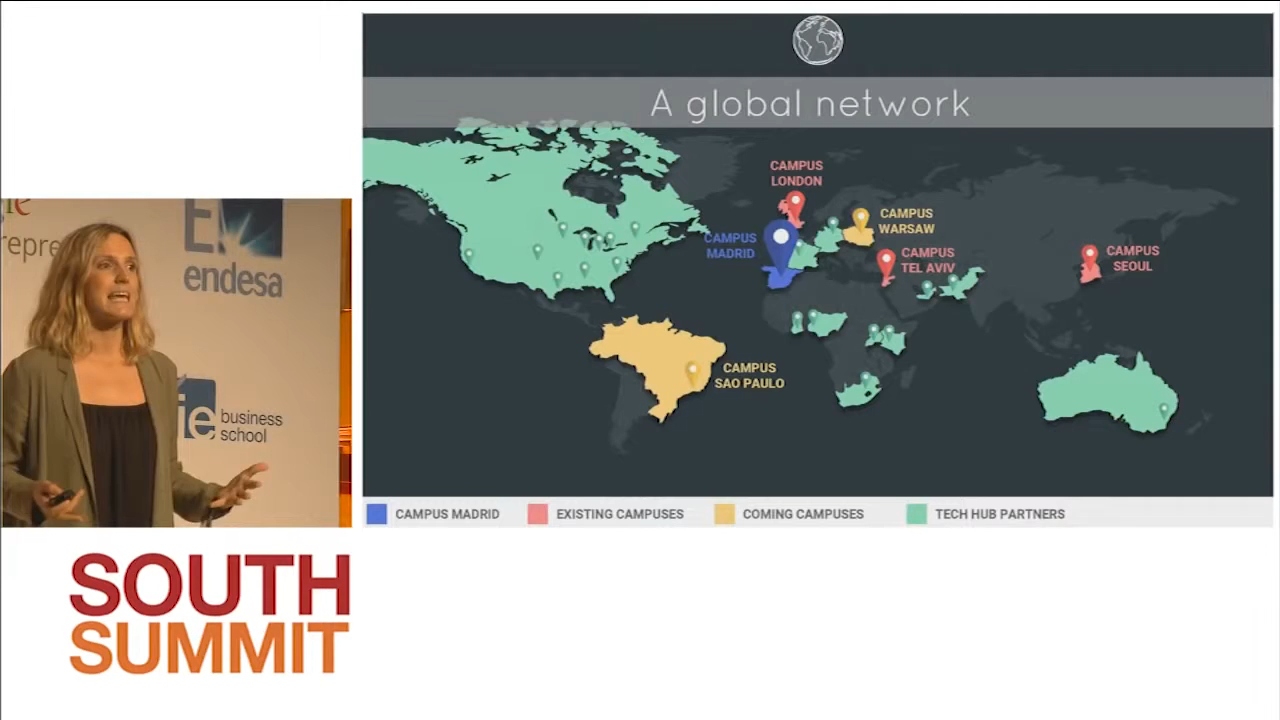 A global network
CAMPUS
LONDON
CAMPUS
MADRID
CAMPUS
WARSAW
CAMPUS
TEL AVIV
CAMPUS
SEOUL
CAMPUS
SAO PAULO
CAMPUS MADRID
EXISTING CAMPUSES
COMING CAMPUSES
TECH HUB PARTNERS
endesa
ie business
school
SOUTH
SUMMIT